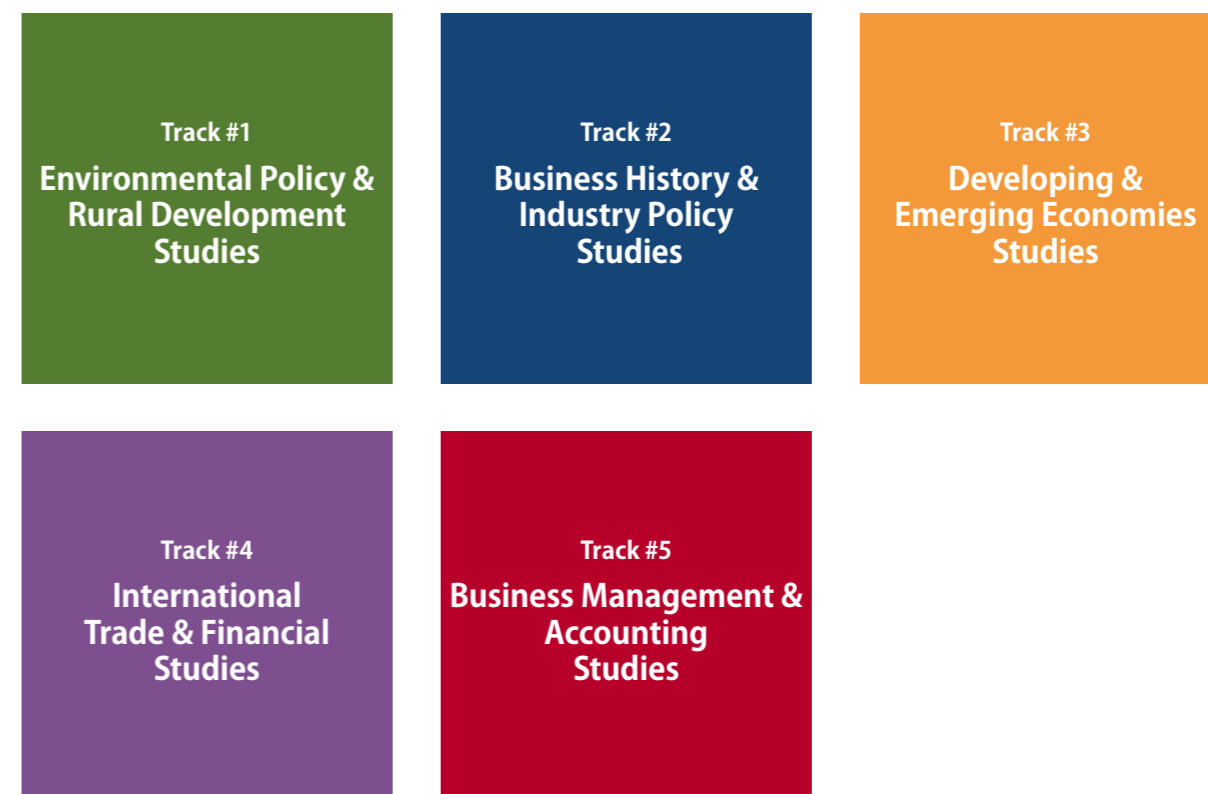 Track #1
Environmental Policy &
Rural Development
Studies
Track #2
Business History &
Industry Policy
Studies
Track #3
Developing &
Emerging Economies
Studies
Track #4
International
Trade & Financial
Studies
Track #5
Business Management &
Accounting
Studies